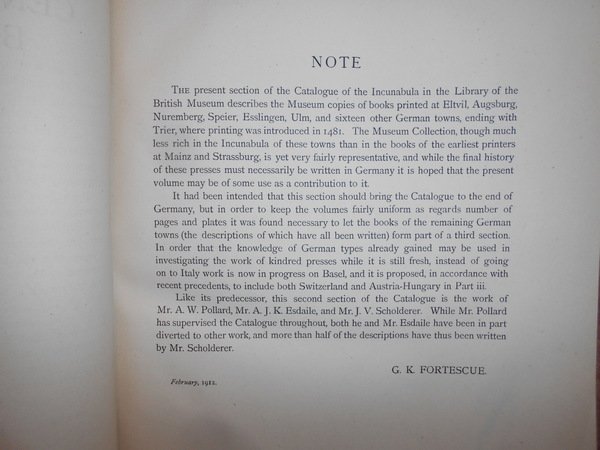 NOTE
THE present section of the Catalogue of the Incunabula in the Library of the
British Museum describes the Museum copies of books printed at Eltvil, Augsburg,
Nuremberg, Speier, Esslingen, Ulm, and sixteen other German towns, ending with
Trier, where printing was introduced in 1481. The Museum Collection, though much
less rich in the Incunabula of these towns than in the books of the earliest printers
at Mainz and Strassburg, is yet very fairly representative, and while the final history
of these presses must necessarily be written in Germany it is hoped that the present
volume may be of some use as a contribution to it.
It had been intended that this section should bring the Catalogue to the end of
Germany, but in order to keep the volumes fairly uniform as regards number of
pages and plates it was found necessary to let the books of the remaining German
towns (the descriptions of which have all been written) form part of a third section.
In order that the knowledge of German types already gained may be used in
investigating the work of kindred presses while it is still fresh, instead of going
on to Italy work is now in progress on Basel, and it is proposed, in accordance with
recent precedents, to include both Switzerland and Austria-Hungary in Part iii.
Like its predecessor, this second section of the Catalogue is the work of
Mr. A. W. Pollard, Mr. A. J. K. Esdaile, and Mr. J. V. Scholderer. While Mr. Pollard
has supervised the Catalogue throughout, both he and Mr. Esdaile have been in part
diverted to other work, and more than half of the descriptions have thus been written
by Mr. Scholderer.
G. K. FORTESCUE.
February, 1912.